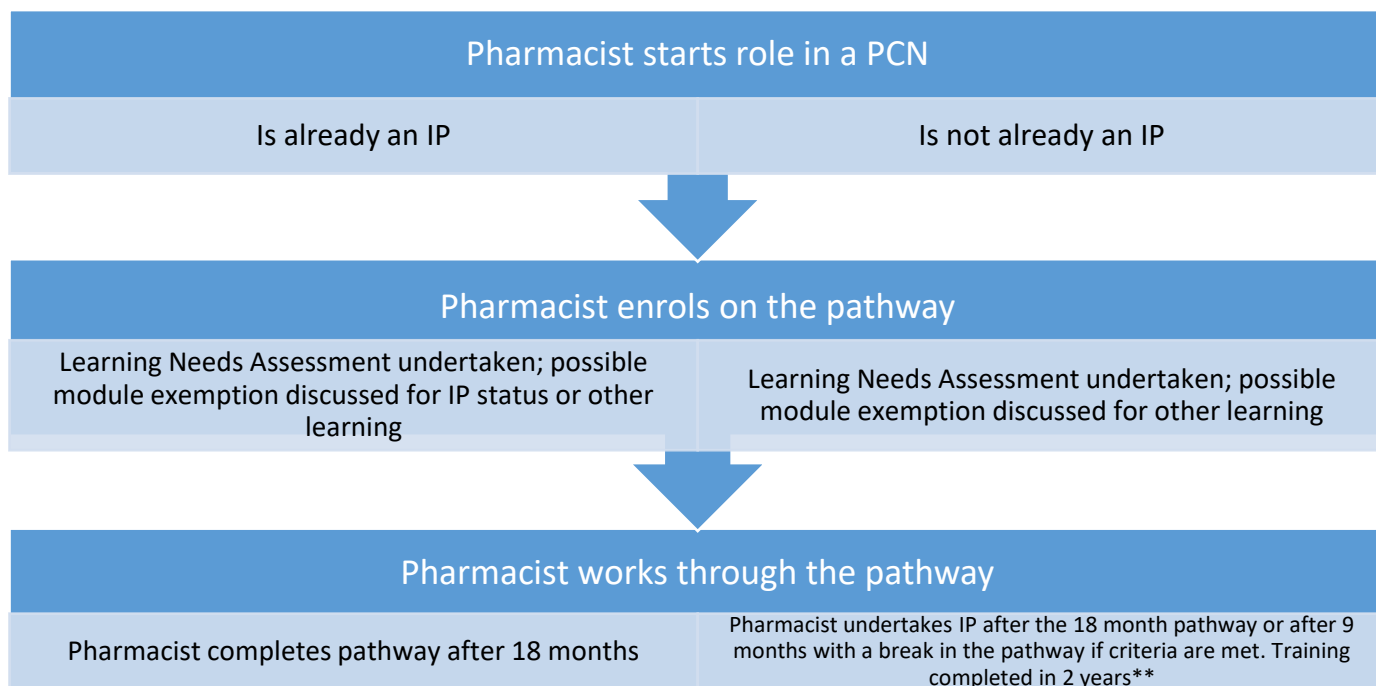 Pharmacist starts role in a PCN
Is already an IP
Is not already an IP
Pharmacist enrols on the pathway
Learning Needs Assessment undertaken; possible
module exemption discussed for IP status or other
learning
Learning Needs Assessment undertaken; possible
module exemption discussed for other learning
Pharmacist works through the pathway
Pharmacist completes pathway after 18 months
Pharmacist undertakes IP after the 18 month pathway or after 9
months with a break in the pathway if criteria are met. Training
completed in 2 years**